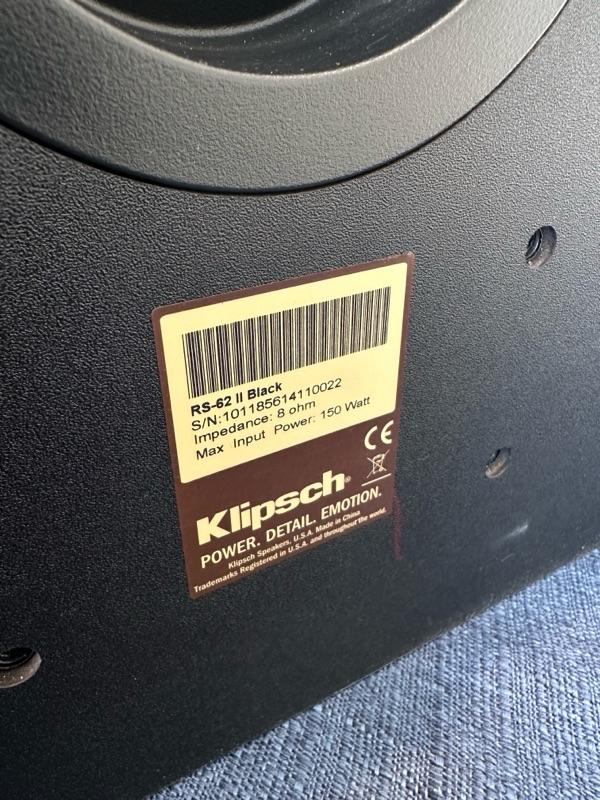 RS-62 II Black
S/N:101185614110022
Impedance: 8 ohm
Max Input Power: 150 Watt
CE
Klipsch®
POWER. DETAIL. EMOTION.
Klipsch Speakers, U.S.A. Made in China
Trademarks Registered in U.S.A. and throughout the world.